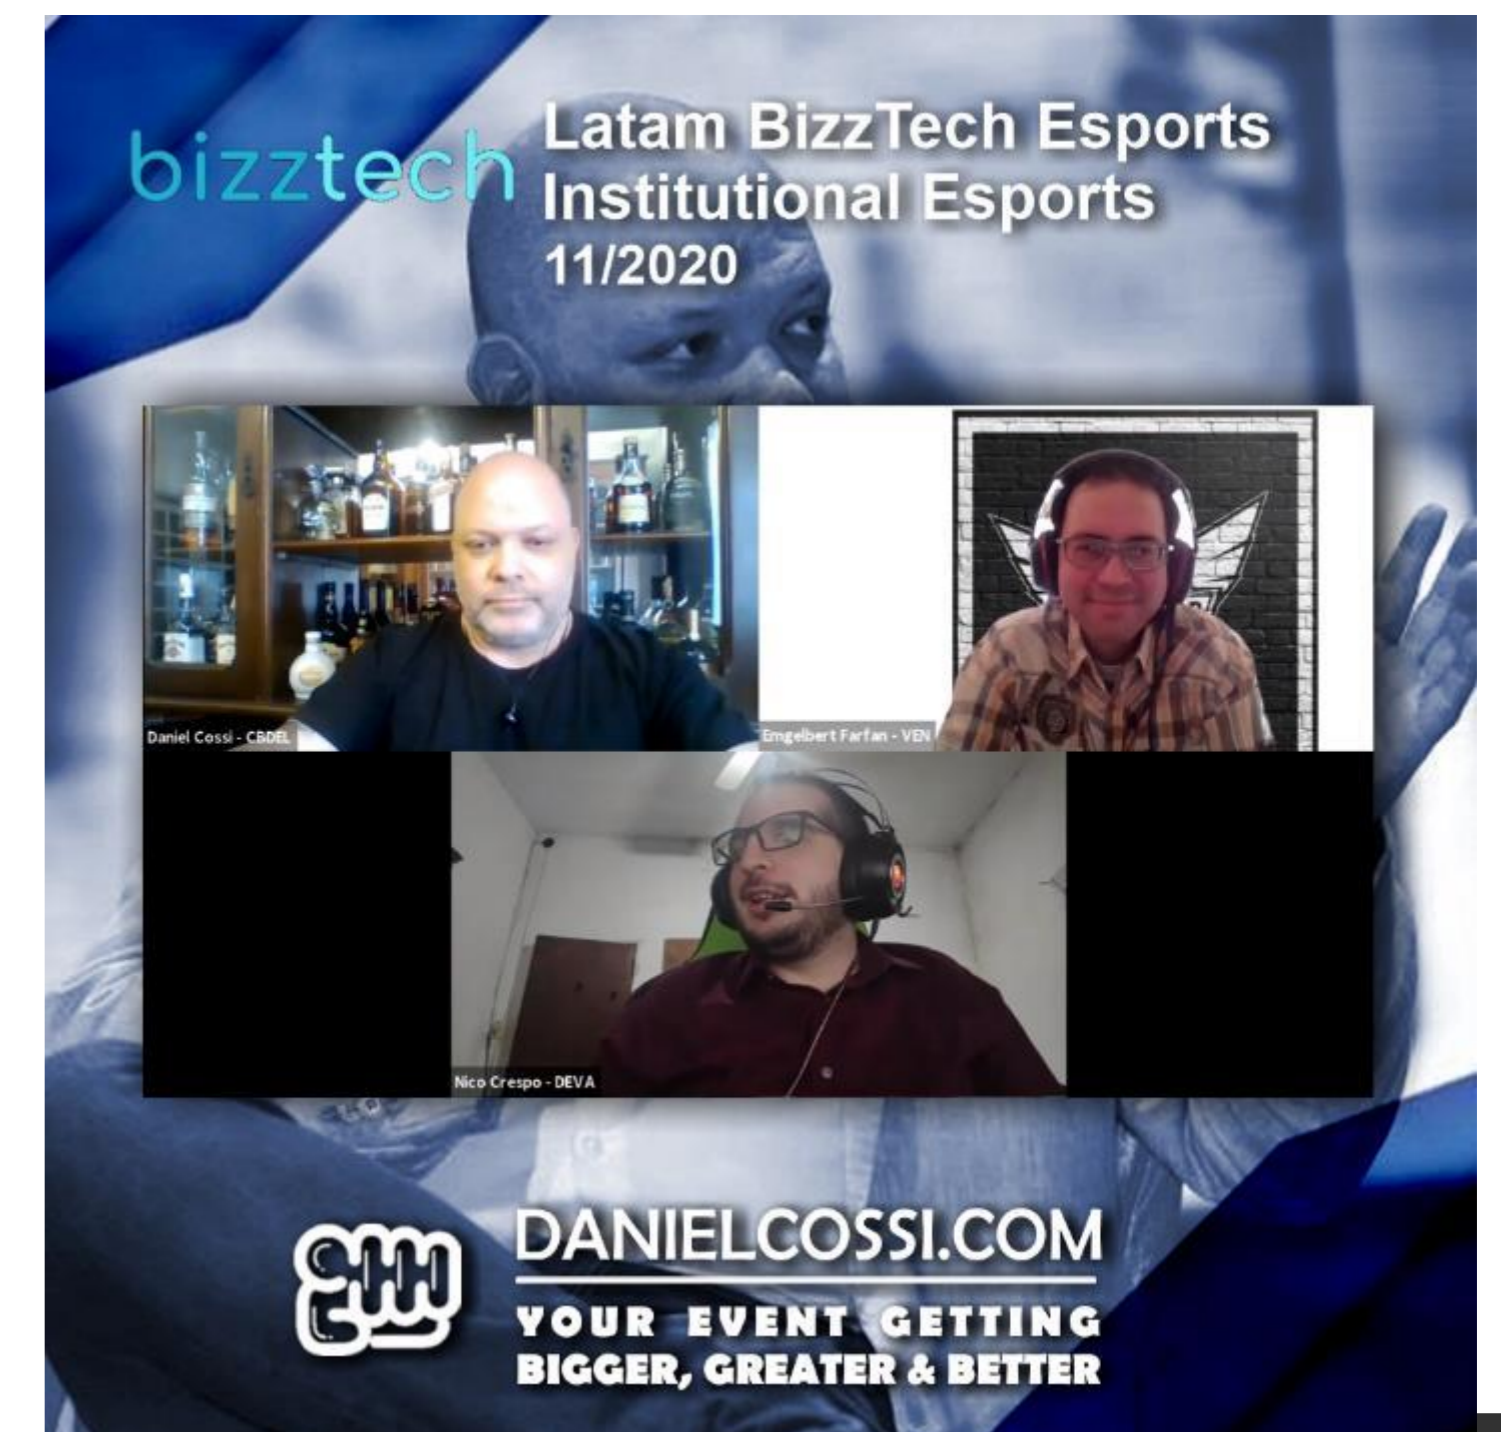 bizztech
Latam BizzTech Esports
Institutional Esports
11/2020
Daniel Cossi - CBDEL
Emgelbert Farfan - VEN
Nico Crespo - DEVA
DANIELCOSSI.COM
YOUR EVENT GETTING
BIGGER, GREATER & BETTER